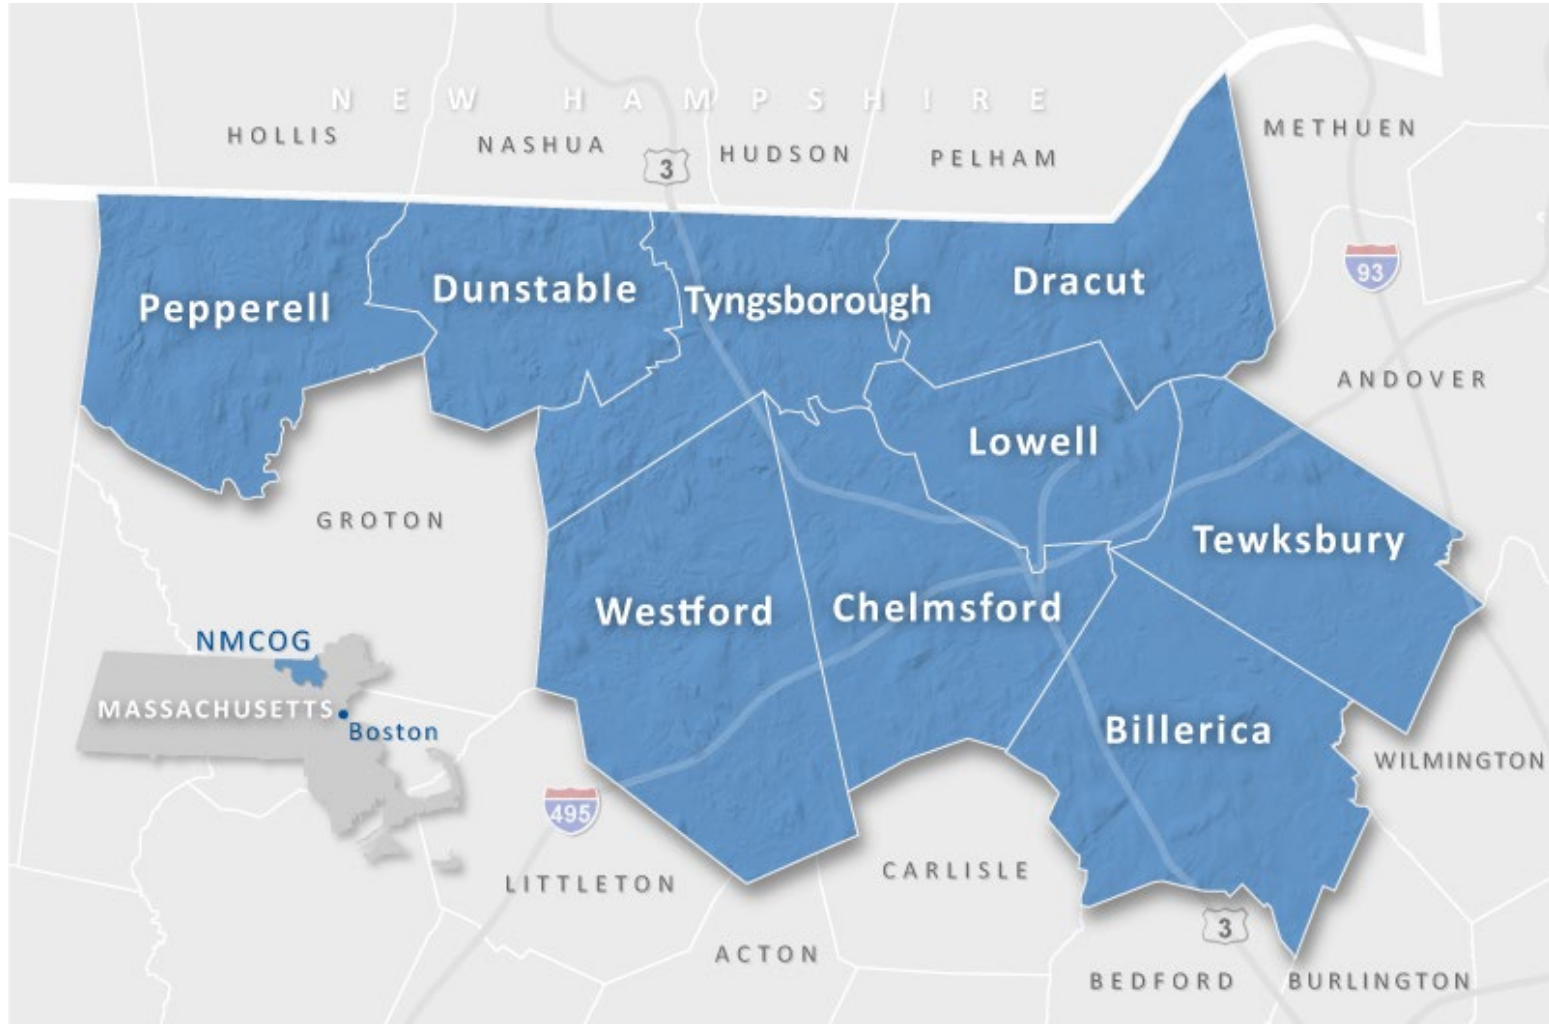 NEW HAMPSHIRE
HOLLIS
NASHUA
HUDSON
PELHAM
METHUEN
3
Pepperell
Dunstable
Tyngsborough
Dracut
93
ANDOVER
Lowell
GROTON
Tewksbury
Westford
Chelmsford
NMCOG
MASSACHUSETTS
Boston
Billerica
WILMINGTON
495
LITTLETON
CARLISLE
ACTON
3
BEDFORD
BURLINGTON